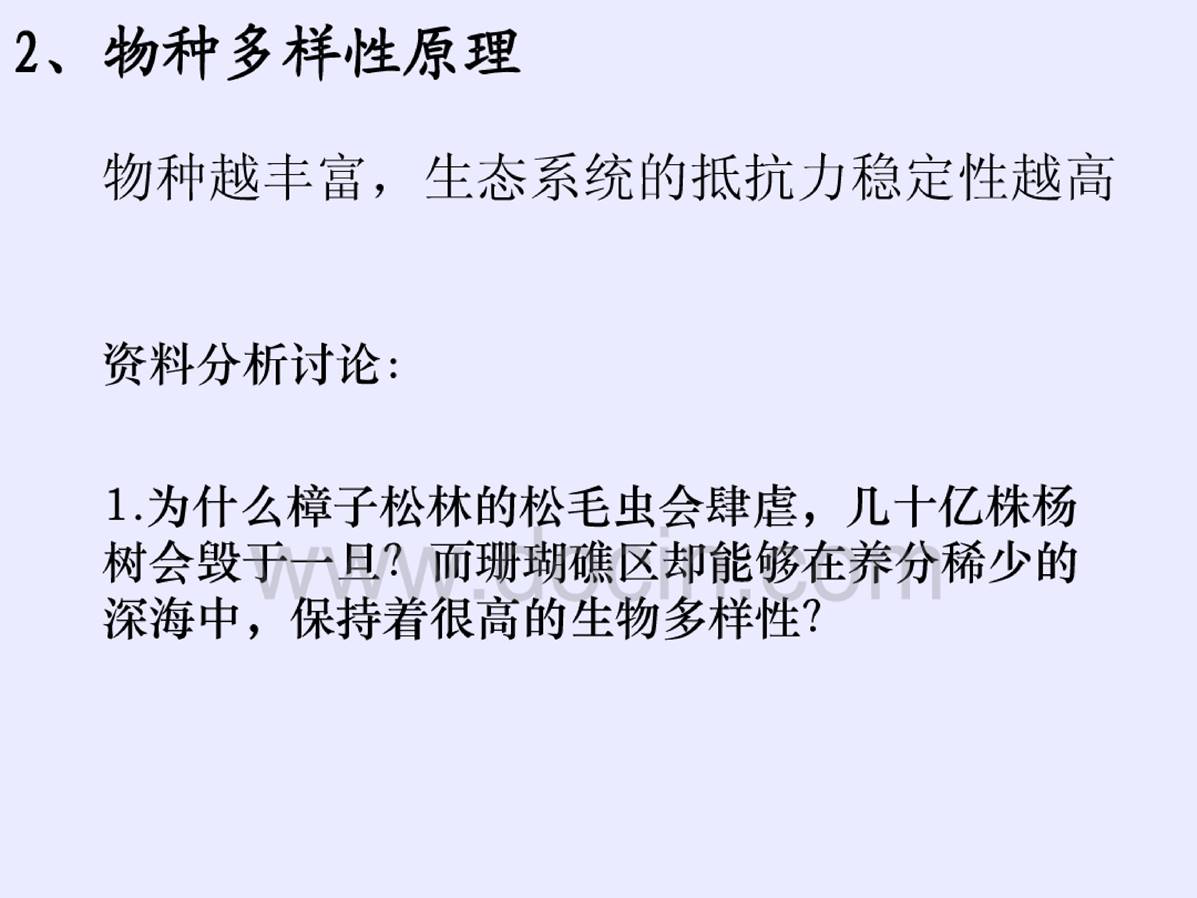 2、物种多样性原理
物种越丰富，生态系统的抵抗力稳定性越高
资料分析讨论：
1.为什么樟子松林的松毛虫会肆虐，几十亿株杨
树会毁于一旦？而珊瑚礁区却能够在养分稀少的
深海中，保持着很高的生物多样性？
www.docin.com